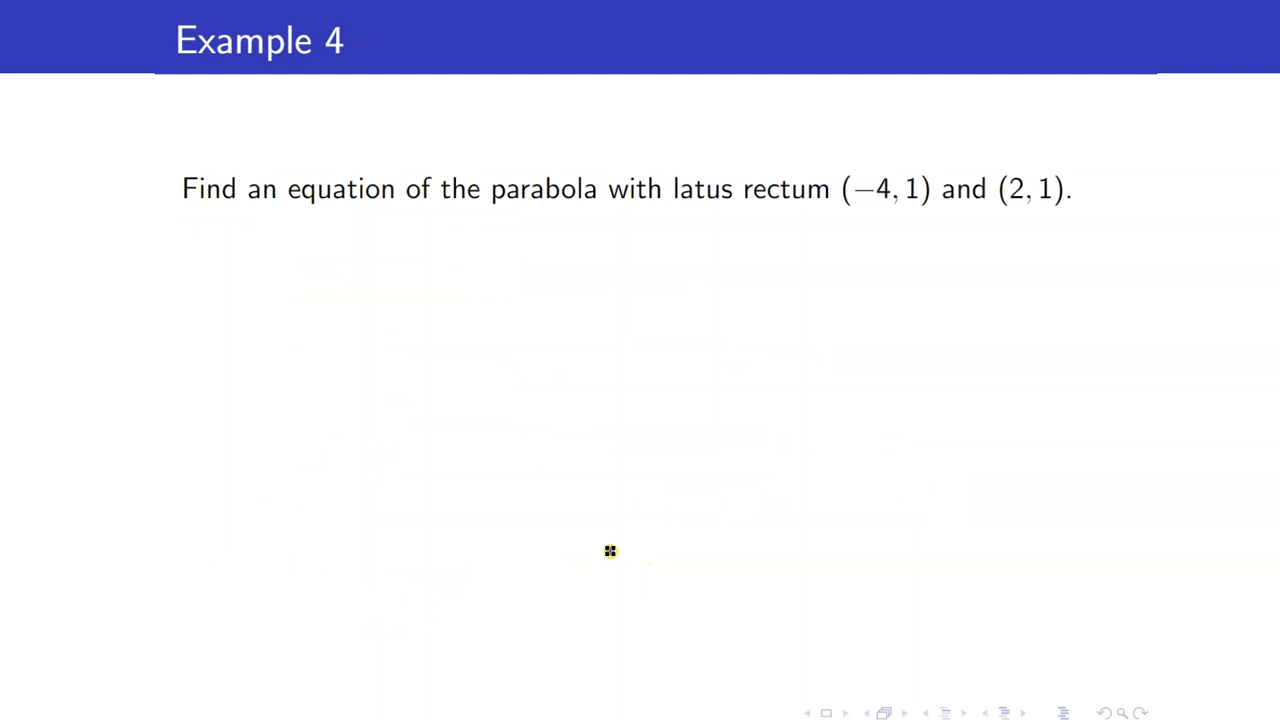 Example 4
Find an equation of the parabola with latus rectum (−4, 1) and (2, 1).